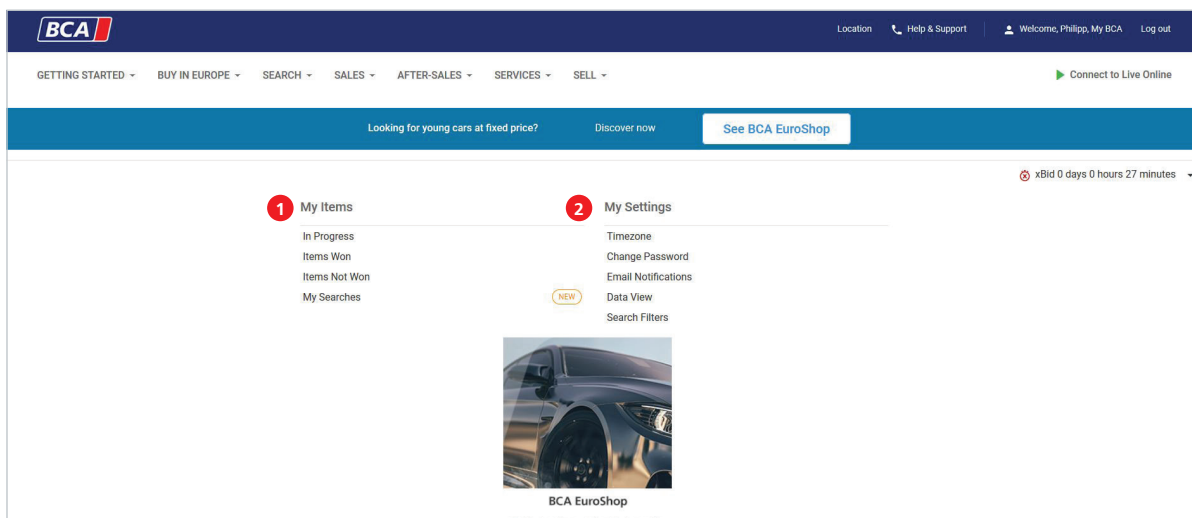 BCA
Location Help & Support Welcome, Philipp, My BCA Log out
GETTING STARTED BUY IN EUROPE SEARCH SALES AFTER-SALES SERVICES SELL Connect to Live Online
Looking for young cars at fixed price? Discover now See BCA EuroShop
xBid 0 days 0 hours 27 minutes
1 My Items
In Progress
Items Won
Items Not Won
My Searches NEW
2 My Settings
Timezone
Change Password
Email Notifications
Data View
Search Filters
BCA EuroShop